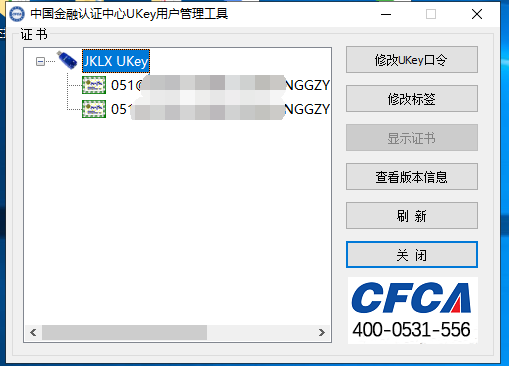 中国金融认证中心UKey用户管理工具
证书
JKLX UKey
051@ NGGZY
051 NGGZY
修改UKey口令
修改标签
显示证书
查看版本信息
刷 新
关 闭
CFCA
400-0531-556